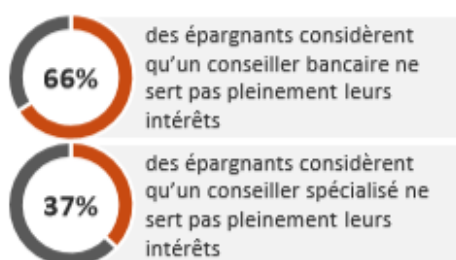 66%
des épargnants considèrent
qu'un conseiller bancaire ne
sert pas pleinement leurs
intérêts
37%
des épargnants considèrent
qu'un conseiller spécialisé ne
sert pas pleinement leurs
intérêts